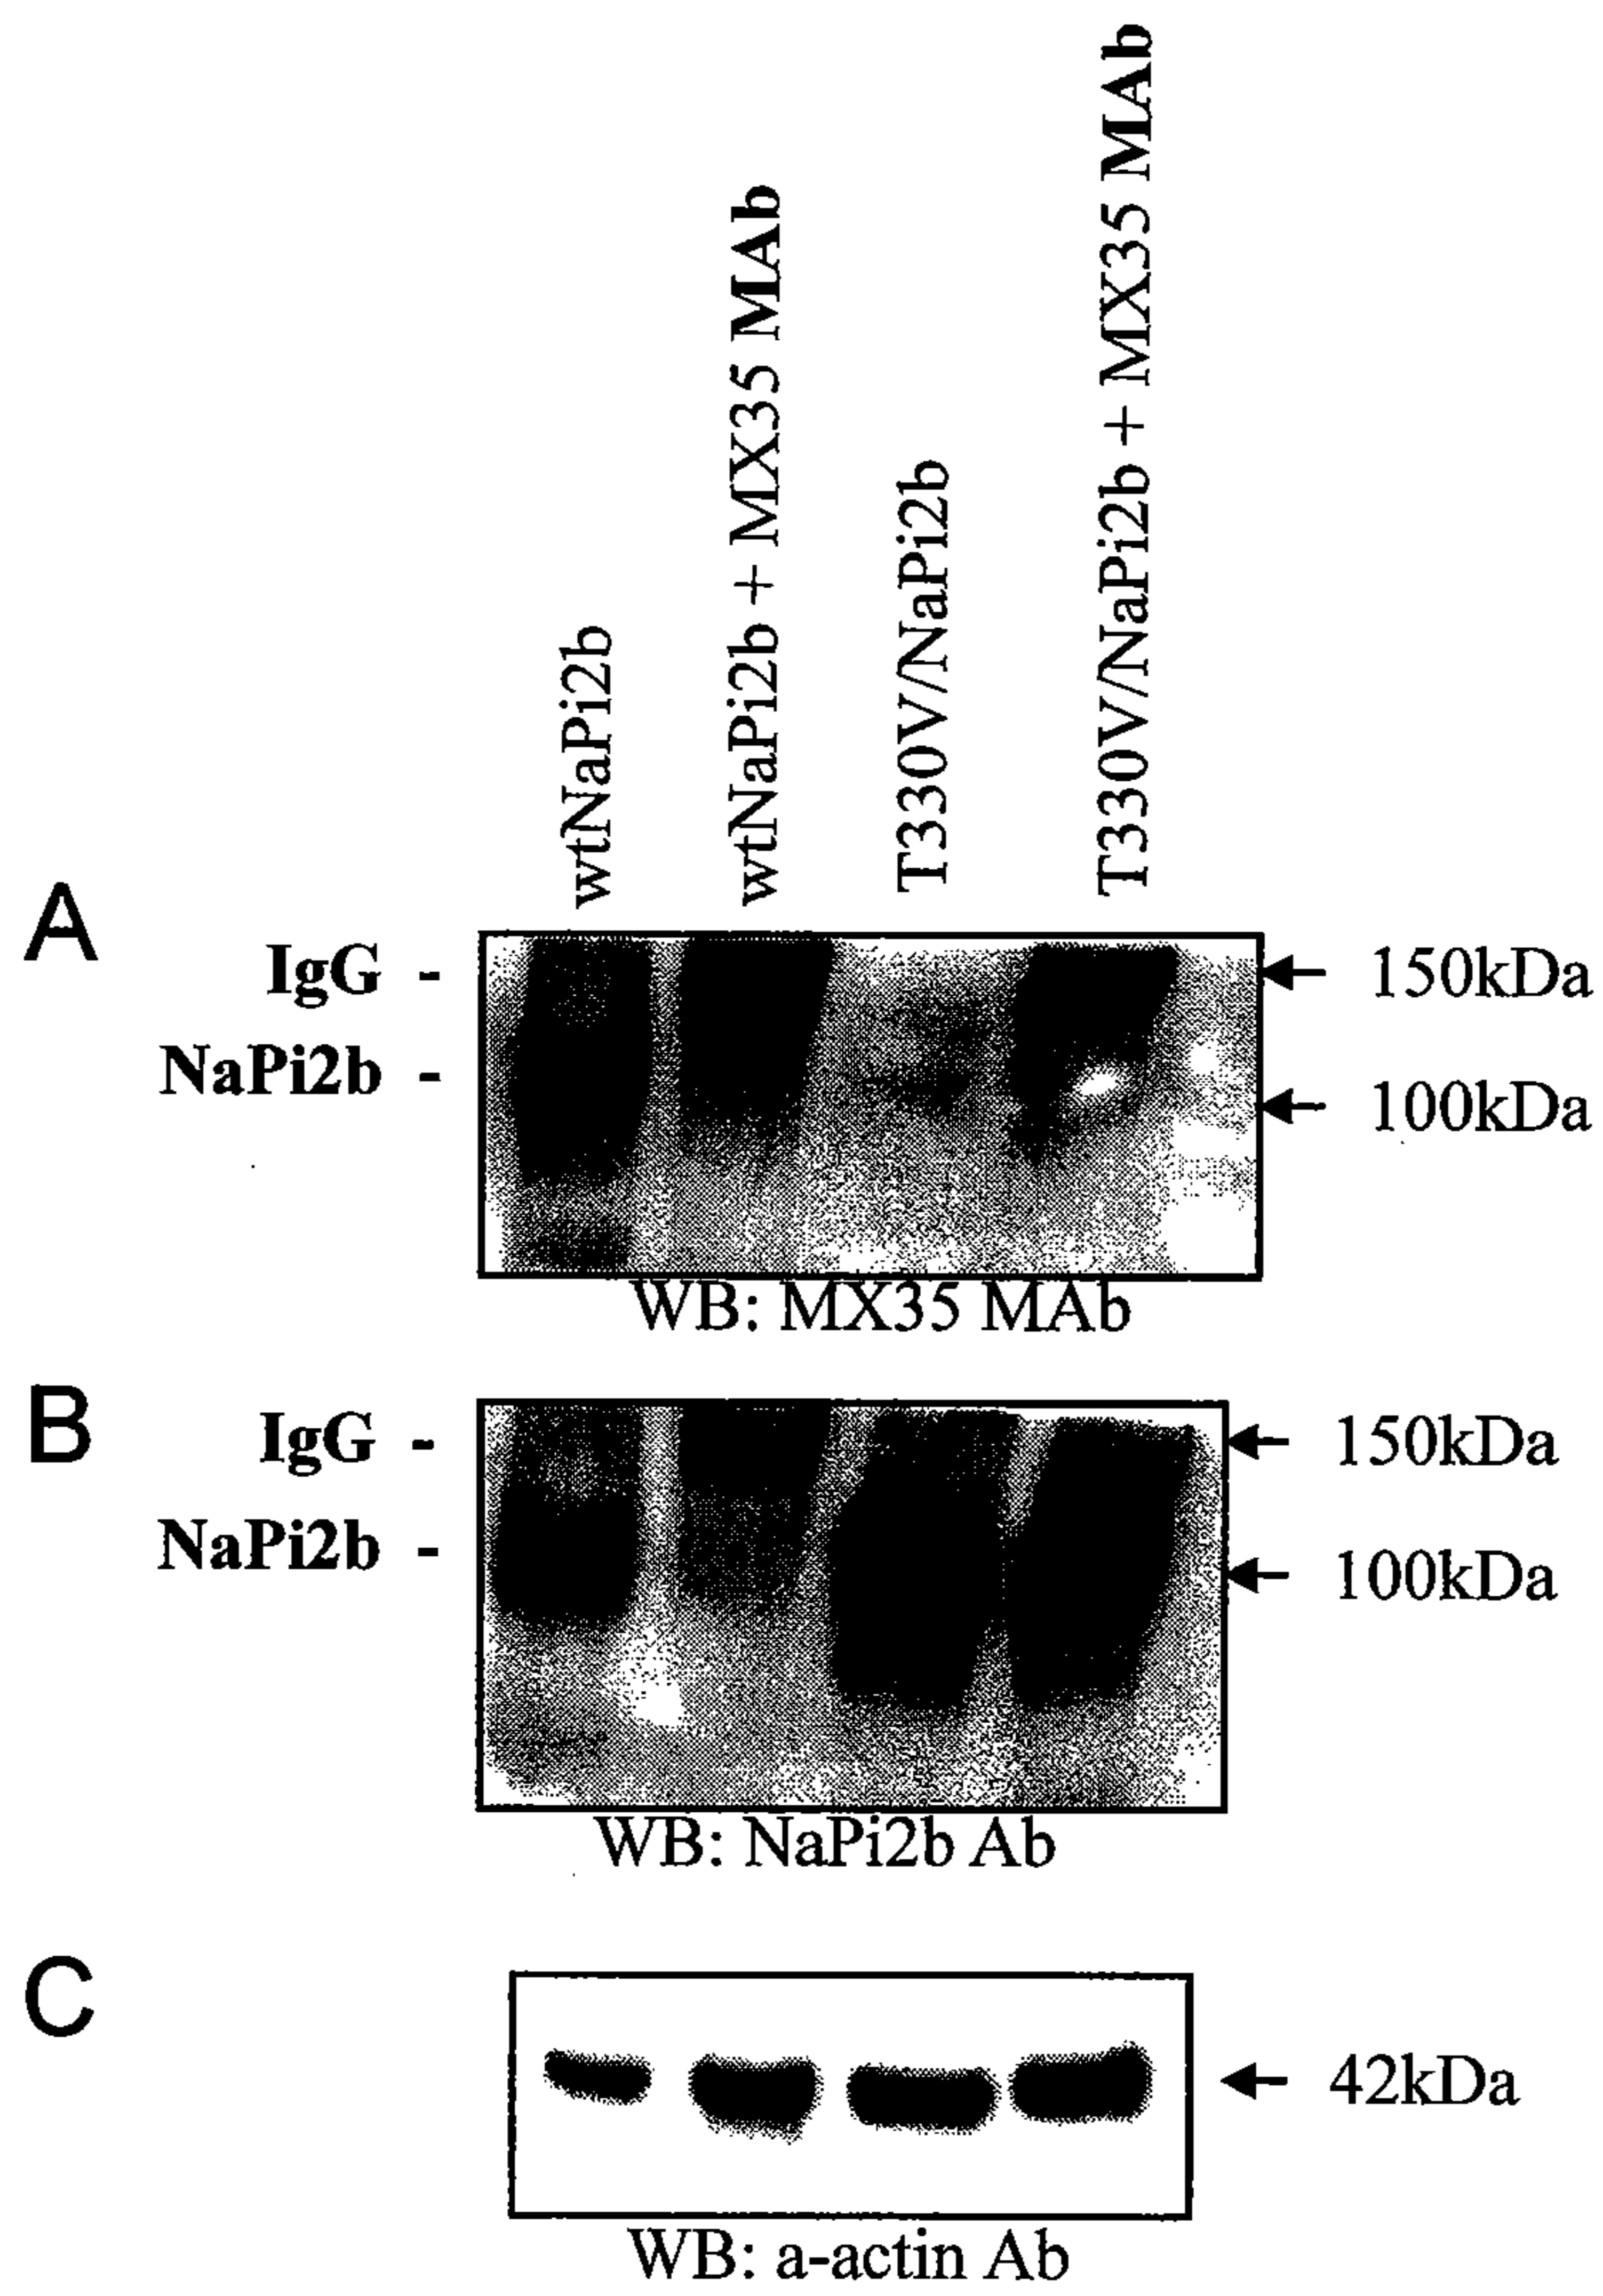 wtNaPi2b
wtNaPi2b + MX35 MAb
T330V/NaPi2b
T330V/NaPi2b + MX35 MAb
A
IgG -
150kDa
NaPi2b -
100kDa
WB: MX35 MAb
B
IgG -
150kDa
NaPi2b -
100kDa
WB: NaPi2b Ab
C
42kDa
WB: a-actin Ab